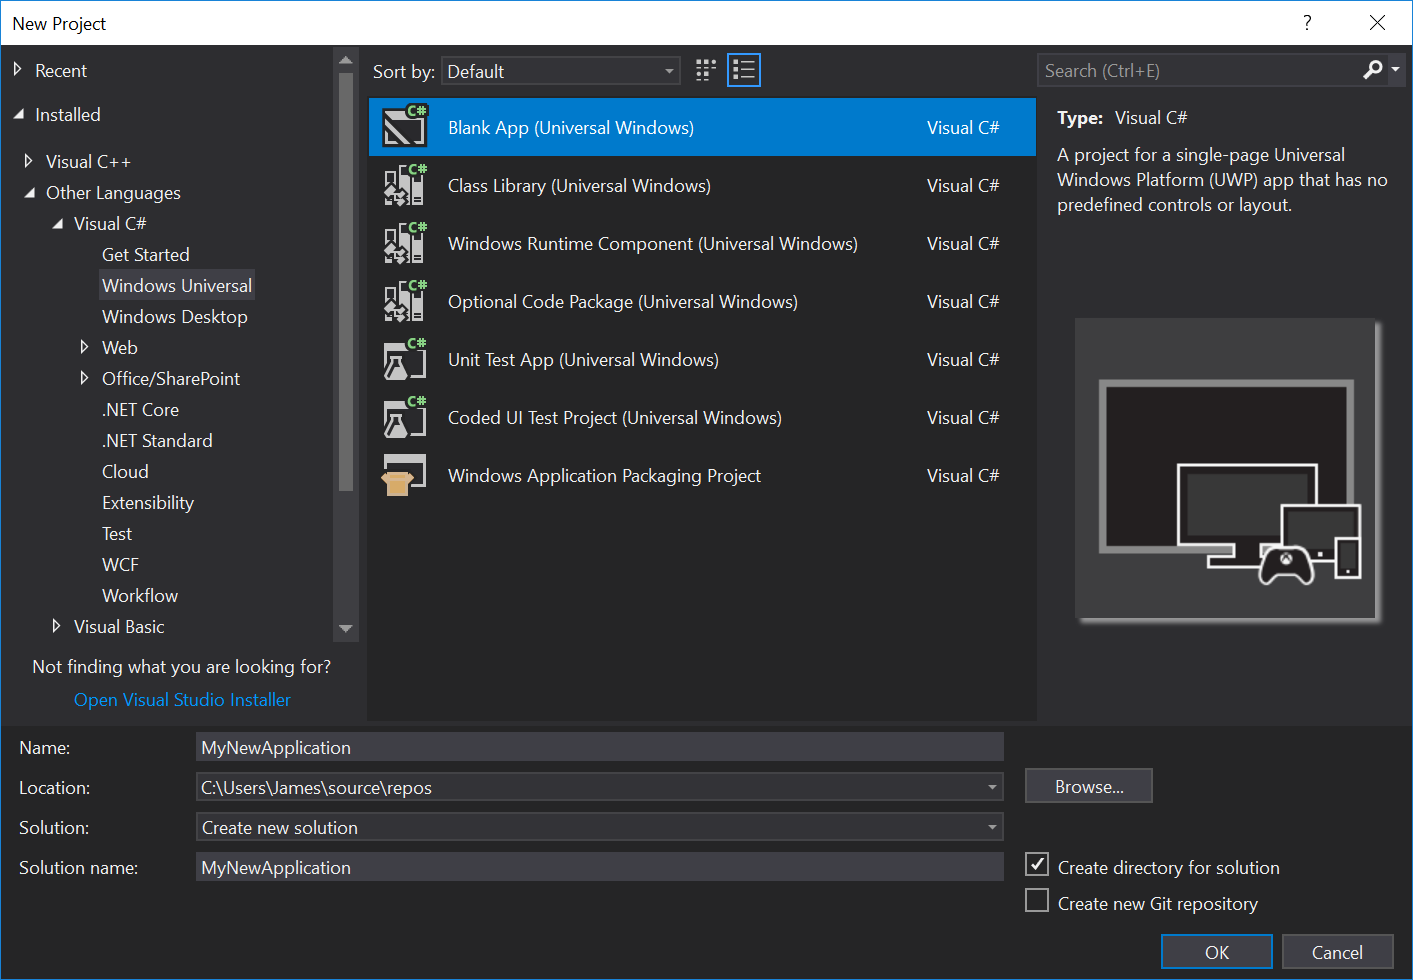 New Project
?
Recent
Installed
Visual C++
Other Languages
Visual C#
Get Started
Windows Universal
Windows Desktop
Web
Office/SharePoint
.NET Core
.NET Standard
Cloud
Extensibility
Test
WCF
Workflow
Visual Basic
Not finding what you are looking for?
Open Visual Studio Installer
Sort by: Default
C# Blank App (Universal Windows) Visual C#
C# Class Library (Universal Windows) Visual C#
C# Windows Runtime Component (Universal Windows) Visual C#
C# Optional Code Package (Universal Windows) Visual C#
C# Unit Test App (Universal Windows) Visual C#
C# Coded UI Test Project (Universal Windows) Visual C#
Windows Application Packaging Project Visual C#
Search (Ctrl+E)
Type: Visual C#
A project for a single-page Universal
Windows Platform (UWP) app that has no
predefined controls or layout.
Name: MyNewApplication
Location: C:\Users\James\source\repos
Browse...
Solution: Create new solution
Solution name: MyNewApplication
Create directory for solution
Create new Git repository
OK Cancel